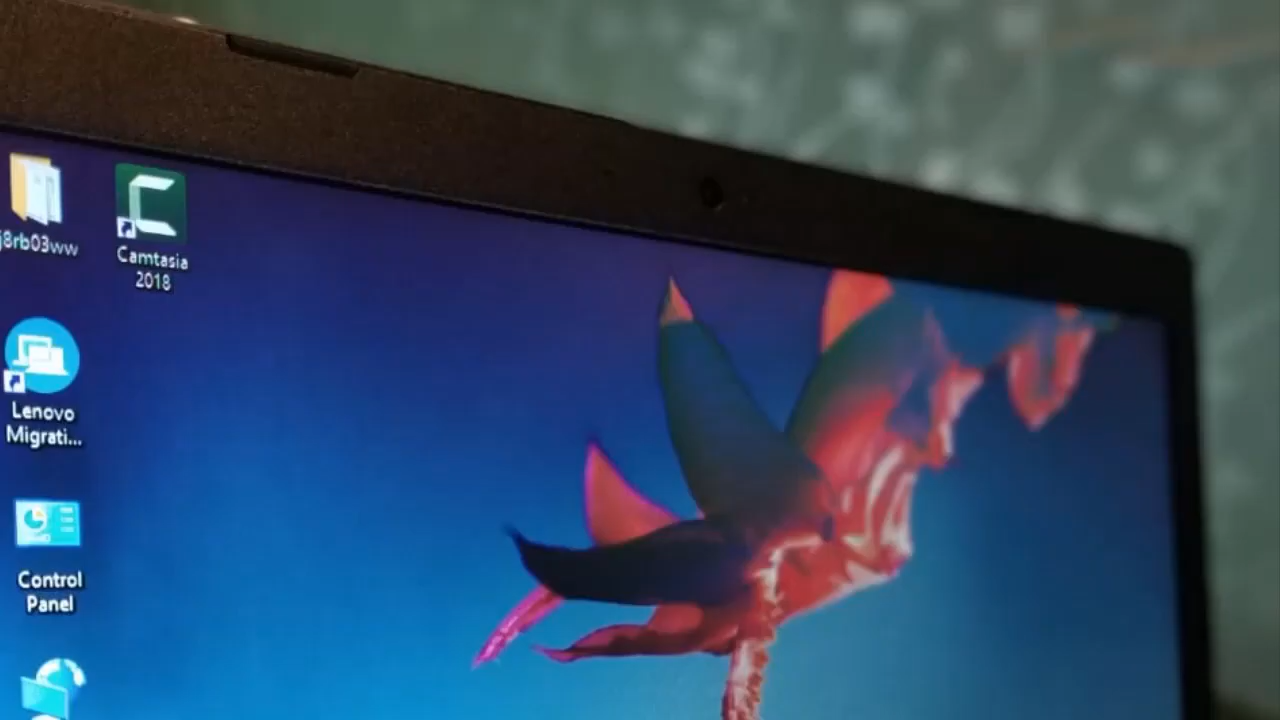 j8rb03ww
Camtasia
2018
Lenovo
Migrati...
Control
Panel